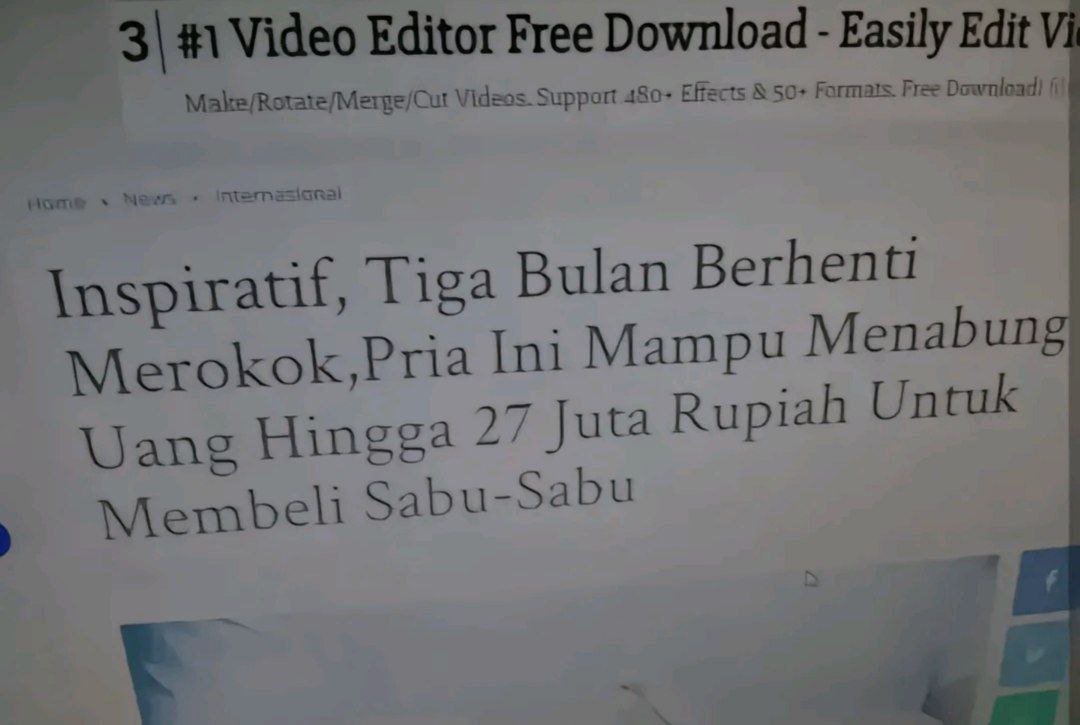 3 #1 Video Editor Free Download - Easily Edit
Make/Rotate/Merge/Cut Videos. Support 480+ Effects & 50+ Formats. Free Download!
Home • News • Internasional
Inspiratif, Tiga Bulan Berhenti
Merokok,Pria Ini Mampu Menabung
Uang Hingga 27 Juta Rupiah Untuk
Membeli Sabu-Sabu
f